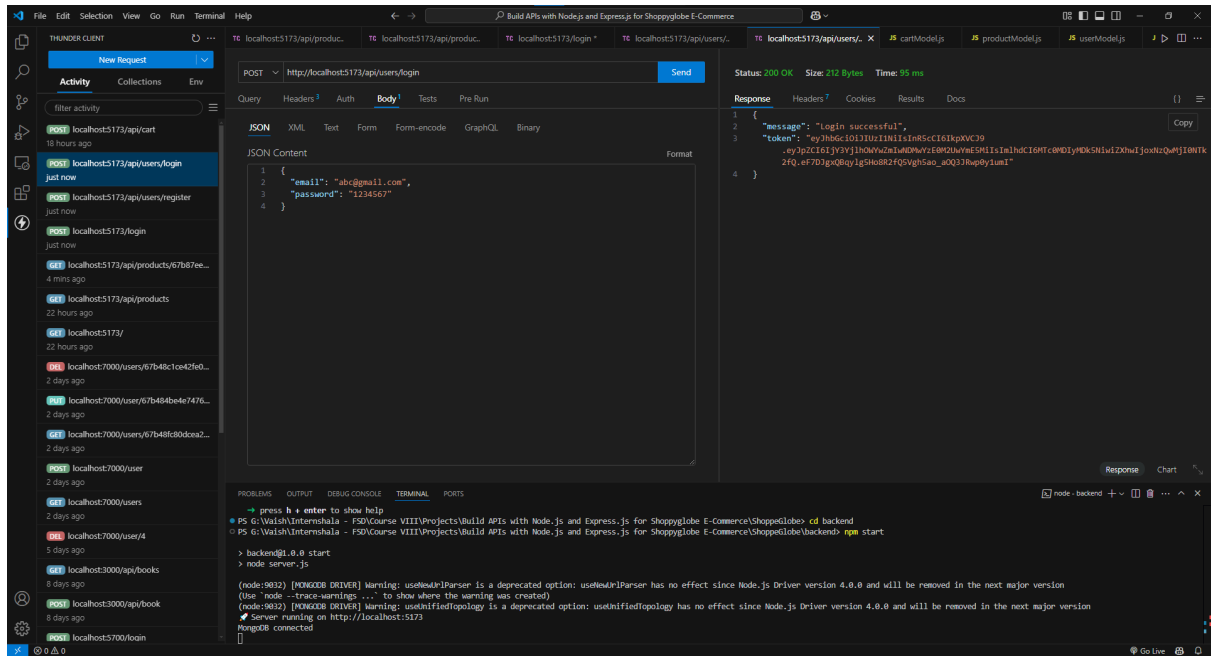 File Edit Selection View Go Run Terminal Help
Build APIs with Node.js and Express.js for Shoppyglobe E-Commerce
THUNDER CLIENT
New Request
Activity Collections Env
filter activity
POST localhost:5173/api/cart
18 hours ago
POST localhost:5173/api/users/login
just now
POST localhost:5173/api/users/register
just now
POST localhost:5173/login
just now
GET localhost:5173/api/products/67b87ee...
4 mins ago
GET localhost:5173/api/products
22 hours ago
GET localhost:5173/
22 hours ago
DEL localhost:7000/users/67b48c1ce42fe0...
2 days ago
PUT localhost:7000/user/67b484be4e7476...
2 days ago
GET localhost:7000/users/67b48fc80dcea2...
2 days ago
POST localhost:7000/user
2 days ago
GET localhost:7000/users
2 days ago
DEL localhost:7000/user/4
5 days ago
GET localhost:3000/api/books
8 days ago
POST localhost:3000/api/book
8 days ago
POST localhost:5700/login
TC localhost:5173/api/produc.. TC localhost:5173/api/produc.. TC localhost:5173/login * TC localhost:5173/api/users/.. TC localhost:5173/api/users/.. JS cartModel.js JS productModel.js JS userModel.js J
POST http://localhost:5173/api/users/login Send
Query Headers 3 Auth Body 1 Tests Pre Run
JSON XML Text Form Form-encode GraphQL Binary
JSON Content Format
1 {
2 "email": "abc@gmail.com",
3 "password": "1234567"
4 }
Status: 200 OK Size: 212 Bytes Time: 95 ms
Response Headers 7 Cookies Results Docs {}
Copy
1 {
2 "message": "Login successful",
3 "token": "eyJhbGciOiJIUzI1NiIsInR5cCI6IkpXVCJ9
4 }
Response Chart
PROBLEMS OUTPUT DEBUG CONSOLE TERMINAL PORTS
node - backend
→ press h + enter to show help
PS G:\Vaish\Internshala - FSD\Course VIII\Projects\Build APIs with Node.js and Express.js for Shoppyglobe E-Commerce\ShoppeGlobe> cd backend
PS G:\Vaish\Internshala - FSD\Course VIII\Projects\Build APIs with Node.js and Express.js for Shoppyglobe E-Commerce\ShoppeGlobe\backend> npm start
> backend@1.0.0 start
> node server.js
(node:9032) [MONGODB DRIVER] Warning: useNewUrlParser is a deprecated option: useNewUrlParser has no effect since Node.js Driver version 4.0.0 and will be removed in the next major version
(Use `node --trace-warnings ...` to show where the warning was created)
(node:9032) [MONGODB DRIVER] Warning: useUnifiedTopology is a deprecated option: useUnifiedTopology has no effect since Node.js Driver version 4.0.0 and will be removed in the next major version
🚀 Server running on http://localhost:5173
MongoDB connected
0 0 Go Live